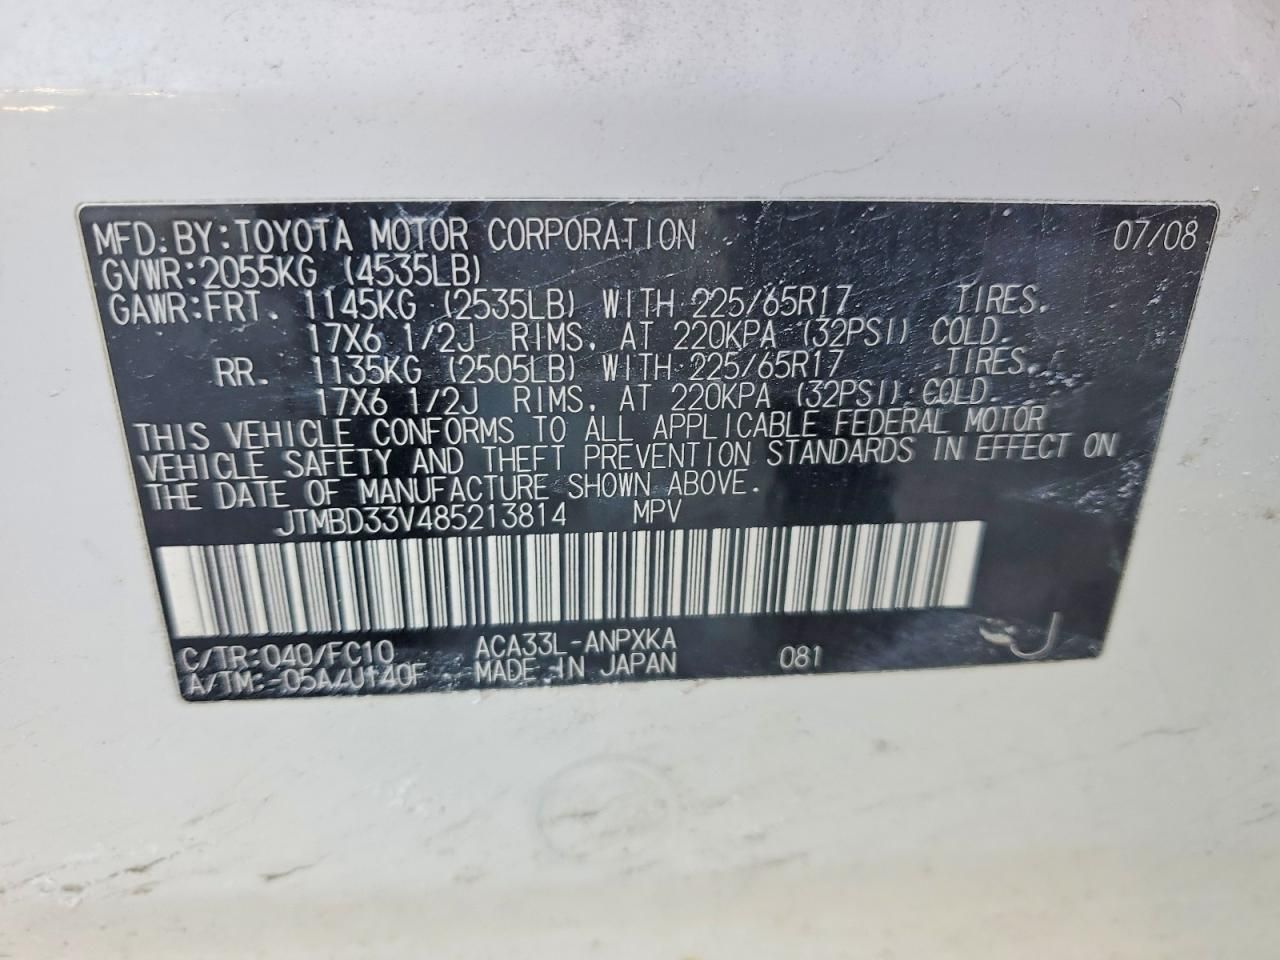 MFD. BY: TOYOTA MOTOR CORPORATION 07/08
GVWR: 2055KG (4535LB)
GAWR: FRT. 1145KG (2535LB) WITH 225/65R17 TIRES.
17X6 1/2J RIMS, AT 220KPA (32PSI) COLD.
RR. 1135KG (2505LB) WITH 225/65R17 TIRES.
17X6 1/2J RIMS, AT 220KPA (32PSI) COLD.
THIS VEHICLE CONFORMS TO ALL APPLICABLE FEDERAL MOTOR
VEHICLE SAFETY AND THEFT PREVENTION STANDARDS IN EFFECT ON
THE DATE OF MANUFACTURE SHOWN ABOVE.
JTMBD33V485213814 MPV
C/TR: 040/FC10 ACA33L-ANPXKA 081 J
A/TM: -05A/U140F MADE IN JAPAN